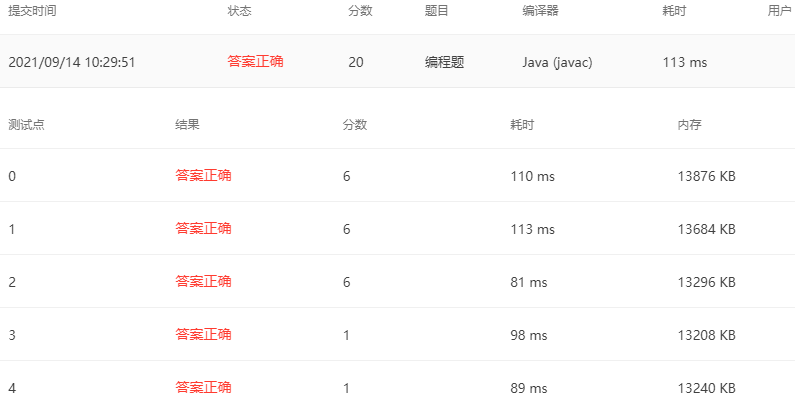 提交时间 状态 分数 题目 编译器 耗时 用户
2021/09/14 10:29:51 答案正确 20 编程题 Java (javac) 113 ms
测试点 结果 分数 耗时 内存
0 答案正确 6 110 ms 13876 KB
1 答案正确 6 113 ms 13684 KB
2 答案正确 6 81 ms 13296 KB
3 答案正确 1 98 ms 13208 KB
4 答案正确 1 89 ms 13240 KB